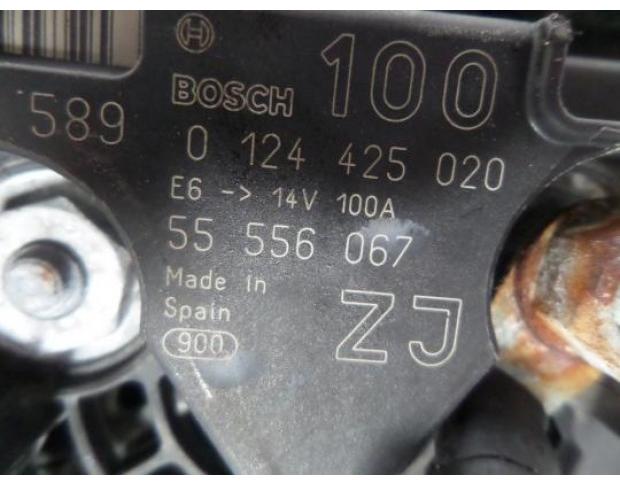 BOSCH 100
589
0 124 425 020
E6 -> 14V 100A
55 556 067
Made in
Spain
900
ZJ